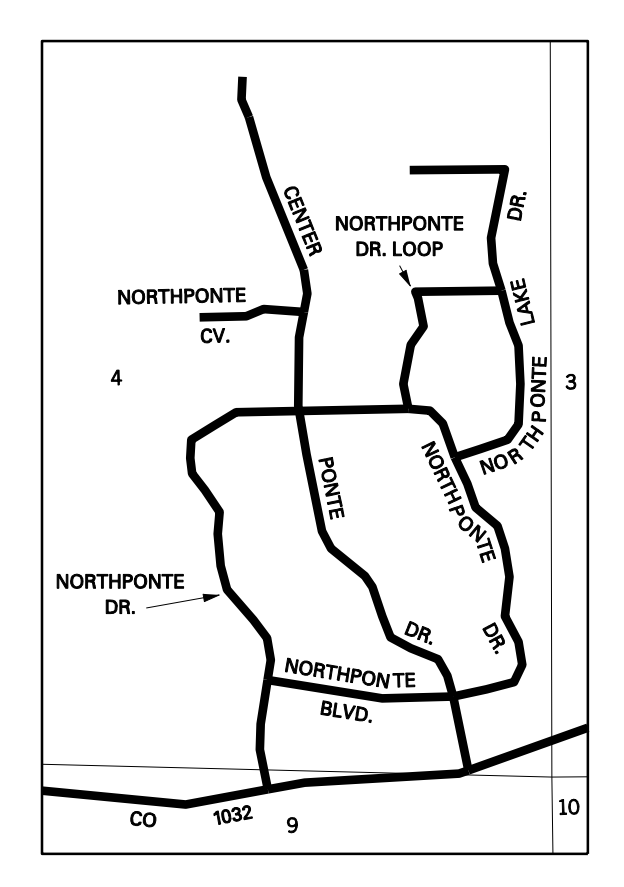 CENTER
DR.
NORTHPONTE
DR. LOOP
LAKE
NORTHPONTE
CV.
4
3
NORTHPONTE
PONTE
NORTHPONTE
NORTHPONTE
DR.
DR.
DR.
NORTHPONTE
BLVD.
CO
1032
9
10